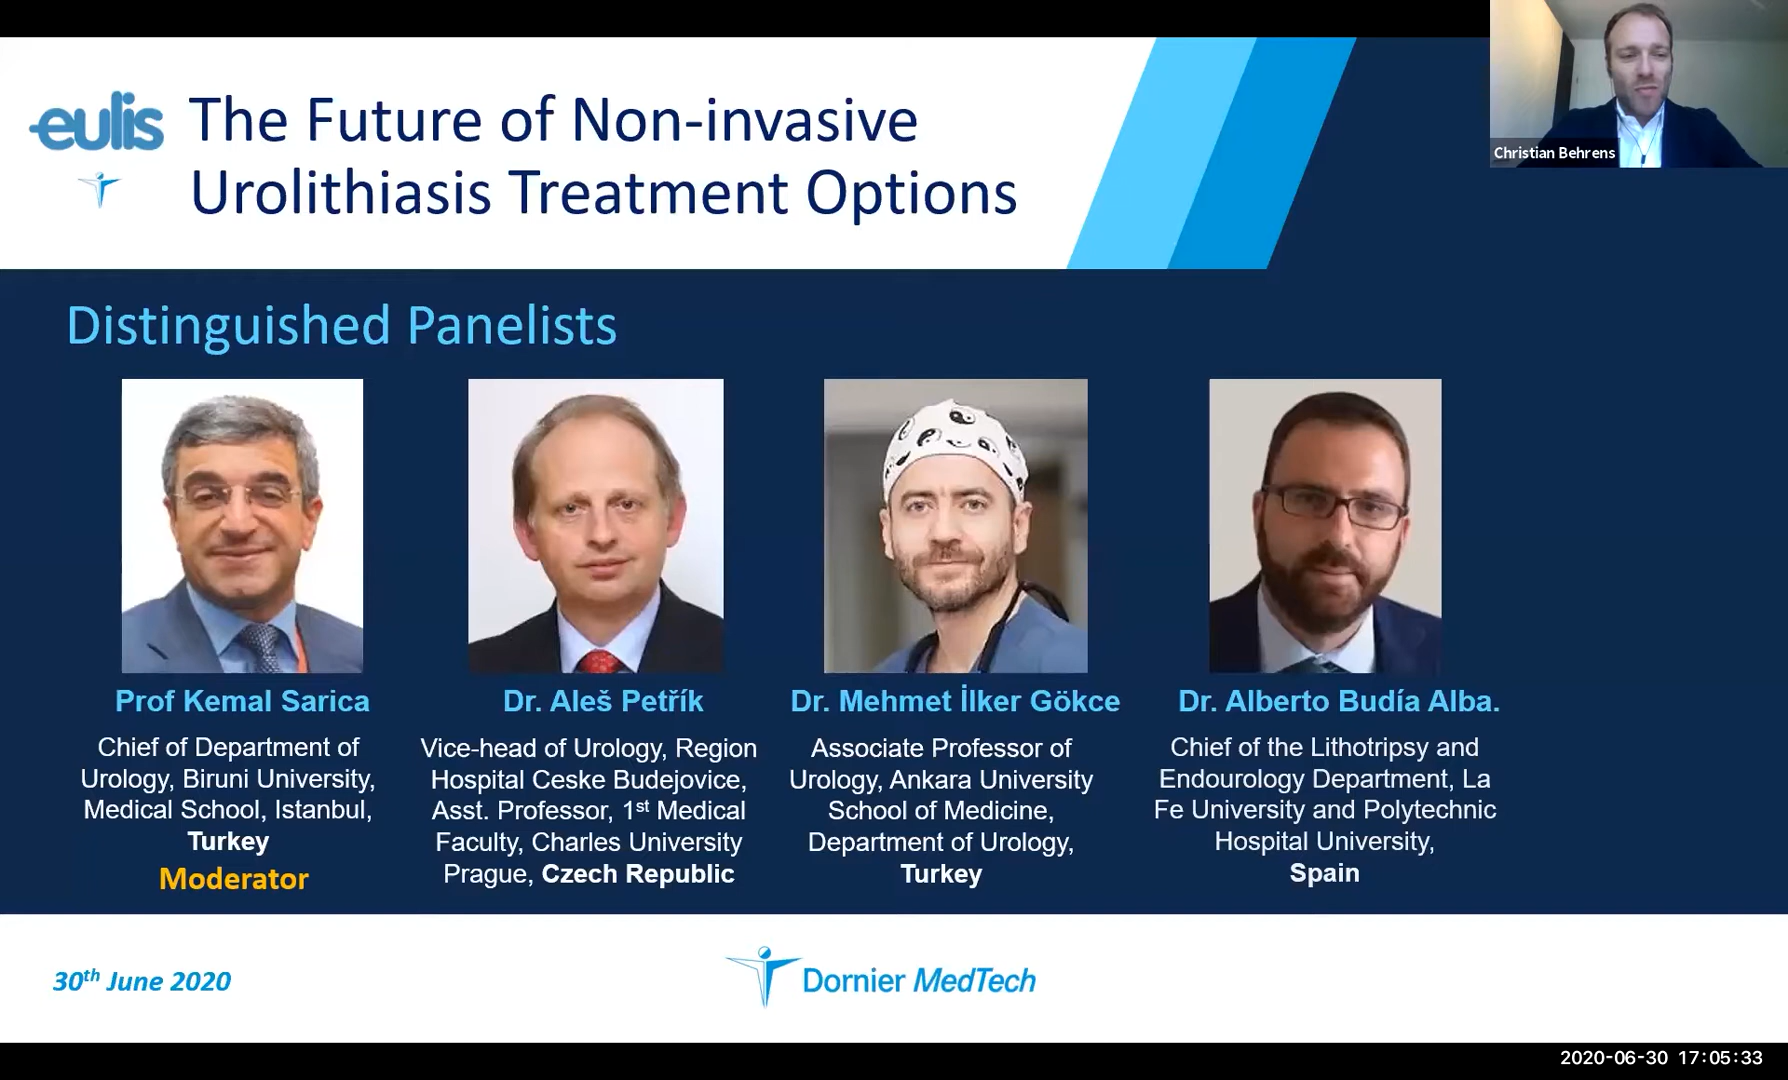 eulis
The Future of Non-invasive
Urolithiasis Treatment Options
Christian Behrens
Distinguished Panelists
Prof Kemal Sarica
Chief of Department of
Urology, Biruni University,
Medical School, Istanbul,
Turkey
Moderator
Dr. Aleš Petřík
Vice-head of Urology, Region
Hospital Ceske Budejovice,
Asst. Professor, 1st Medical
Faculty, Charles University
Prague, Czech Republic
Dr. Mehmet İlker Gökce
Associate Professor of
Urology, Ankara University
School of Medicine,
Department of Urology,
Turkey
Dr. Alberto Budía Alba.
Chief of the Lithotripsy and
Endourology Department, La
Fe University and Polytechnic
Hospital University,
Spain
30th June 2020
Dornier MedTech
2020-06-30 17:05:33